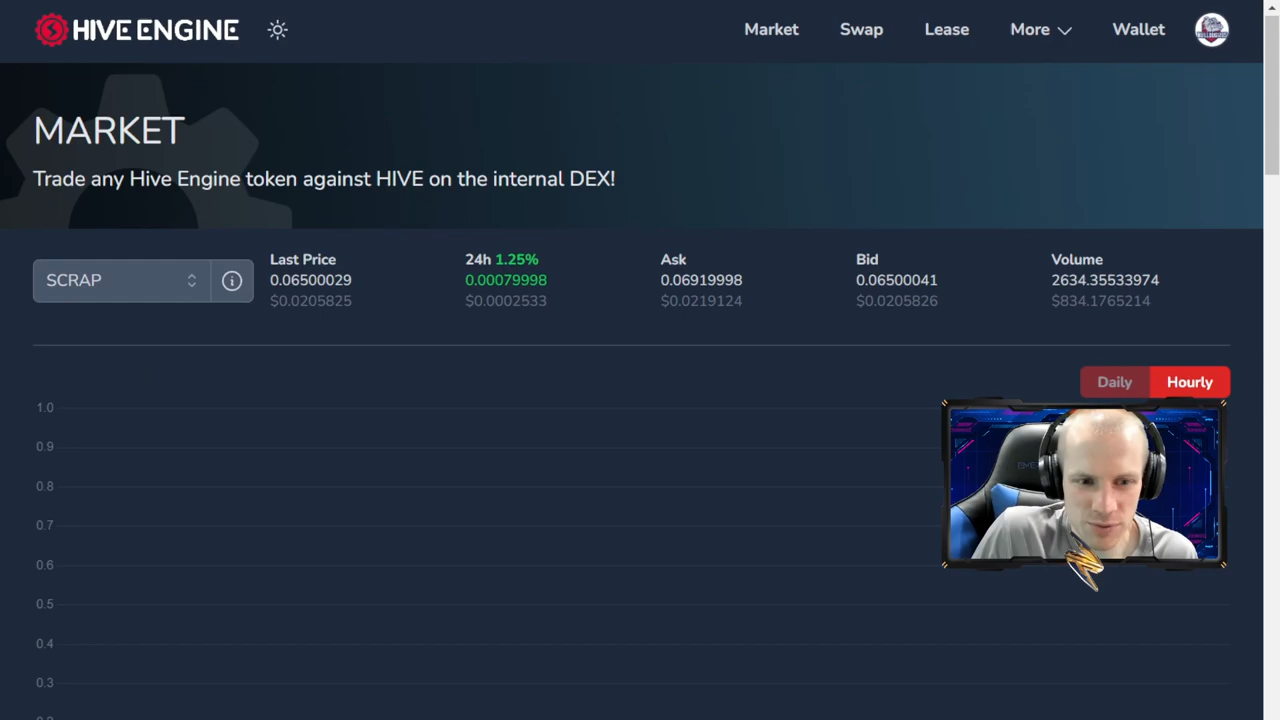 HIVE ENGINE
Market
Swap
Lease
More
Wallet
MARKET
Trade any Hive Engine token against HIVE on the internal DEX!
SCRAP
Last Price
0.06500029
$0.0205825
24h 1.25%
0.00079998
$0.0002533
Ask
0.06919998
$0.0219124
Bid
0.06500041
$0.0205826
Volume
2634.35533974
$834.1765214
Daily
Hourly
1.0
0.9
0.8
0.7
0.6
0.5
0.4
0.3